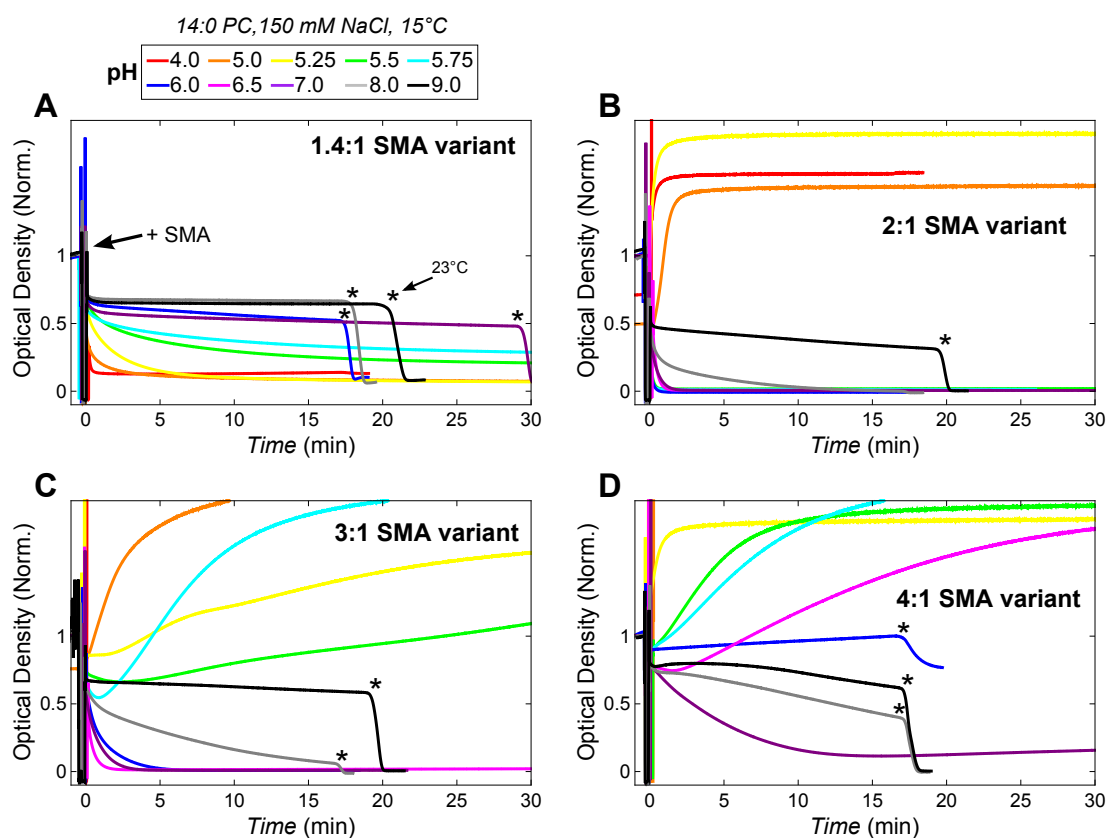 14:0 PC, 150 mM NaCl, 15°C
pH
4.0 5.0 5.25 5.5 5.75
6.0 6.5 7.0 8.0 9.0
A
1.4:1 SMA variant
+ SMA
23°C
* * * *
Optical Density (Norm.)
1
0.5
0
0 5 10 15 20 25 30
Time (min)
B
2:1 SMA variant
*
Optical Density (Norm.)
1
0.5
0
0 5 10 15 20 25 30
Time (min)
C
3:1 SMA variant
* *
Optical Density (Norm.)
1
0.5
0
0 5 10 15 20 25 30
Time (min)
D
4:1 SMA variant
* * *
Optical Density (Norm.)
1
0.5
0
0 5 10 15 20 25 30
Time (min)